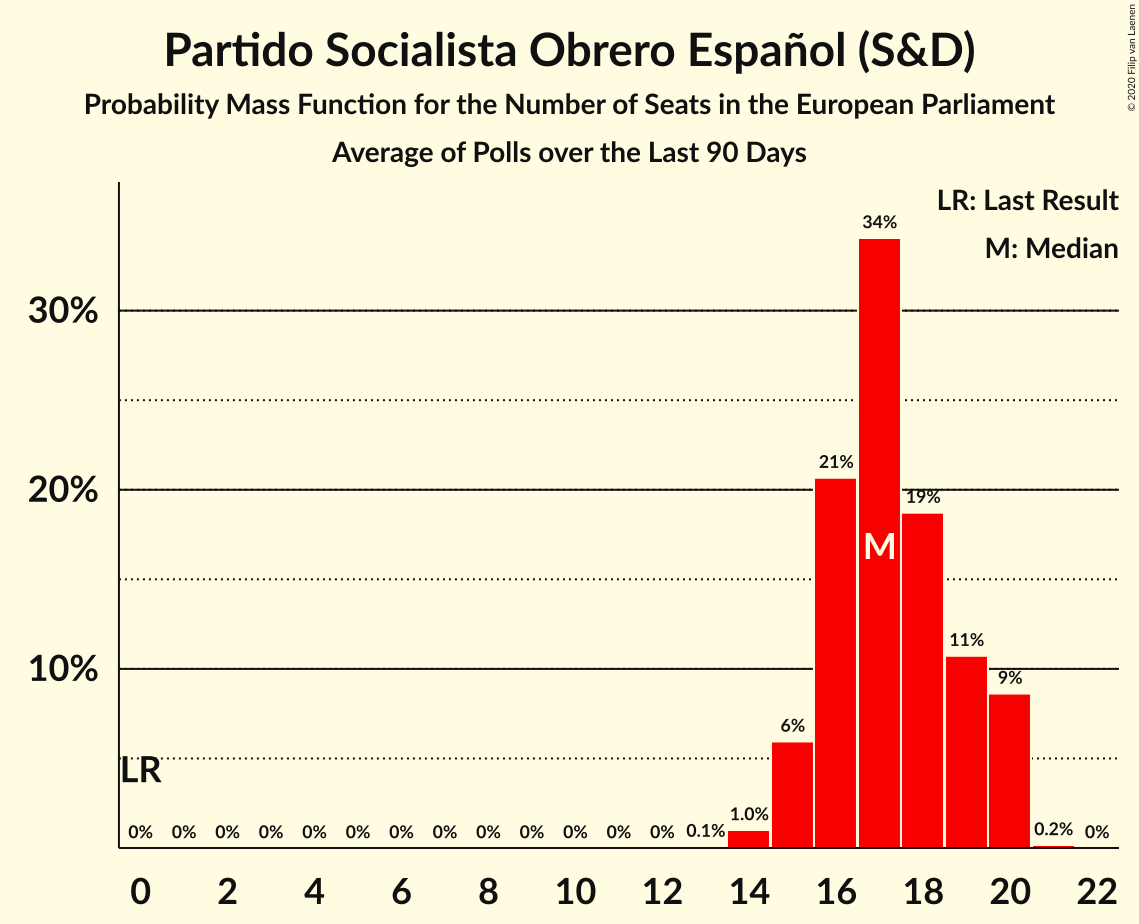 Partido Socialista Obrero Español (S&D)
Probability Mass Function for the Number of Seats in the European Parliament
Average of Polls over the Last 90 Days
© 2020 Filip van Laenen
LR: Last Result
M: Median
34%
30%
21%
20%
19%
M
11%
10%
9%
6%
LR
1.0%
0% 0% 0% 0% 0% 0% 0% 0% 0% 0% 0% 0% 0% 0.1% 0.2% 0%
0 2 4 6 8 10 12 14 16 18 20 22